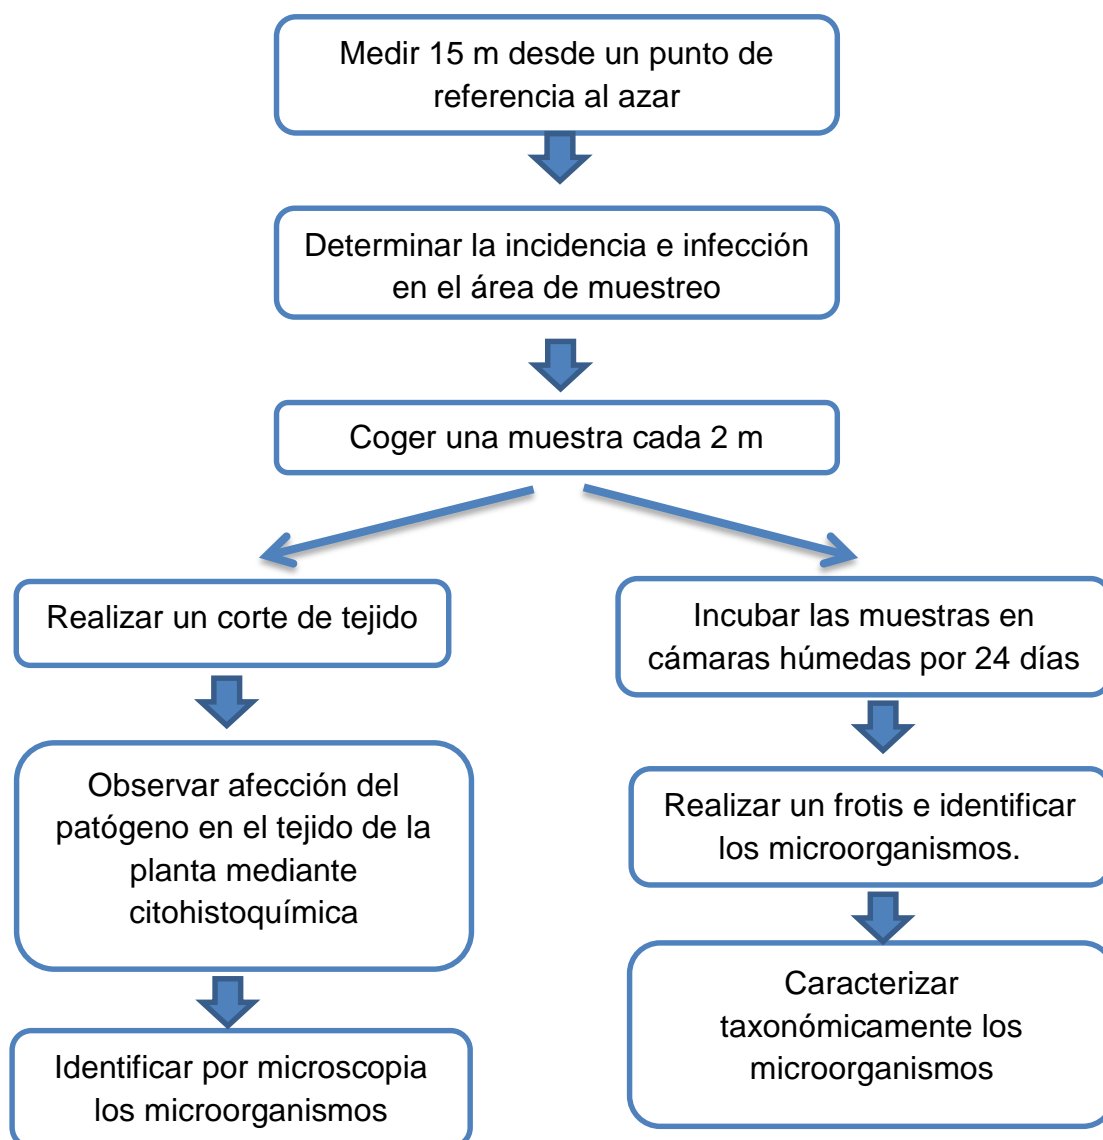 Medir 15 m desde un punto de
referencia al azar
Determinar la incidencia e infección
en el área de muestreo
Coger una muestra cada 2 m
Realizar un corte de tejido
Observar afección del
patógeno en el tejido de la
planta mediante
citohistoquímica
Identificar por microscopia
los microorganismos
Incubar las muestras en
cámaras húmedas por 24 días
Realizar un frotis e identificar
los microorganismos.
Caracterizar
taxonómicamente los
microorganismos